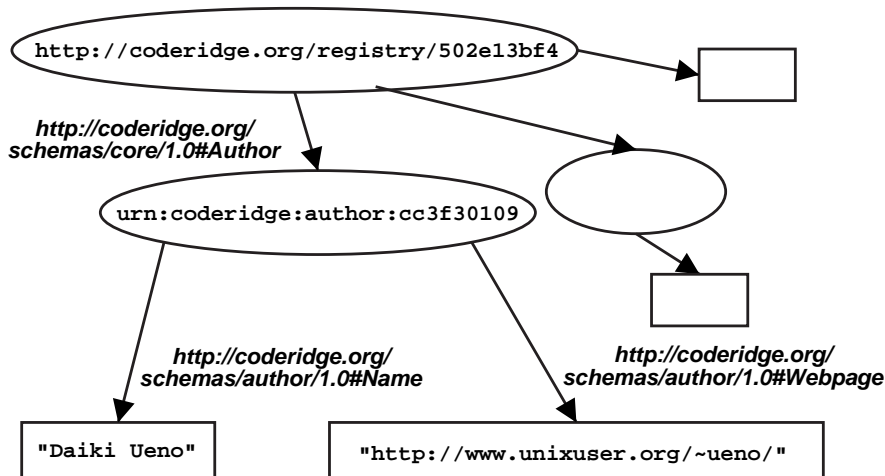 http://coderidge.org/registry/502e13bf4
http://coderidge.org/
schemas/core/1.0#Author
urn:coderidge:author:cc3f30109
http://coderidge.org/
schemas/author/1.0#Name
http://coderidge.org/
schemas/author/1.0#Webpage
"Daiki Ueno"
"http://www.unixuser.org/~ueno/"